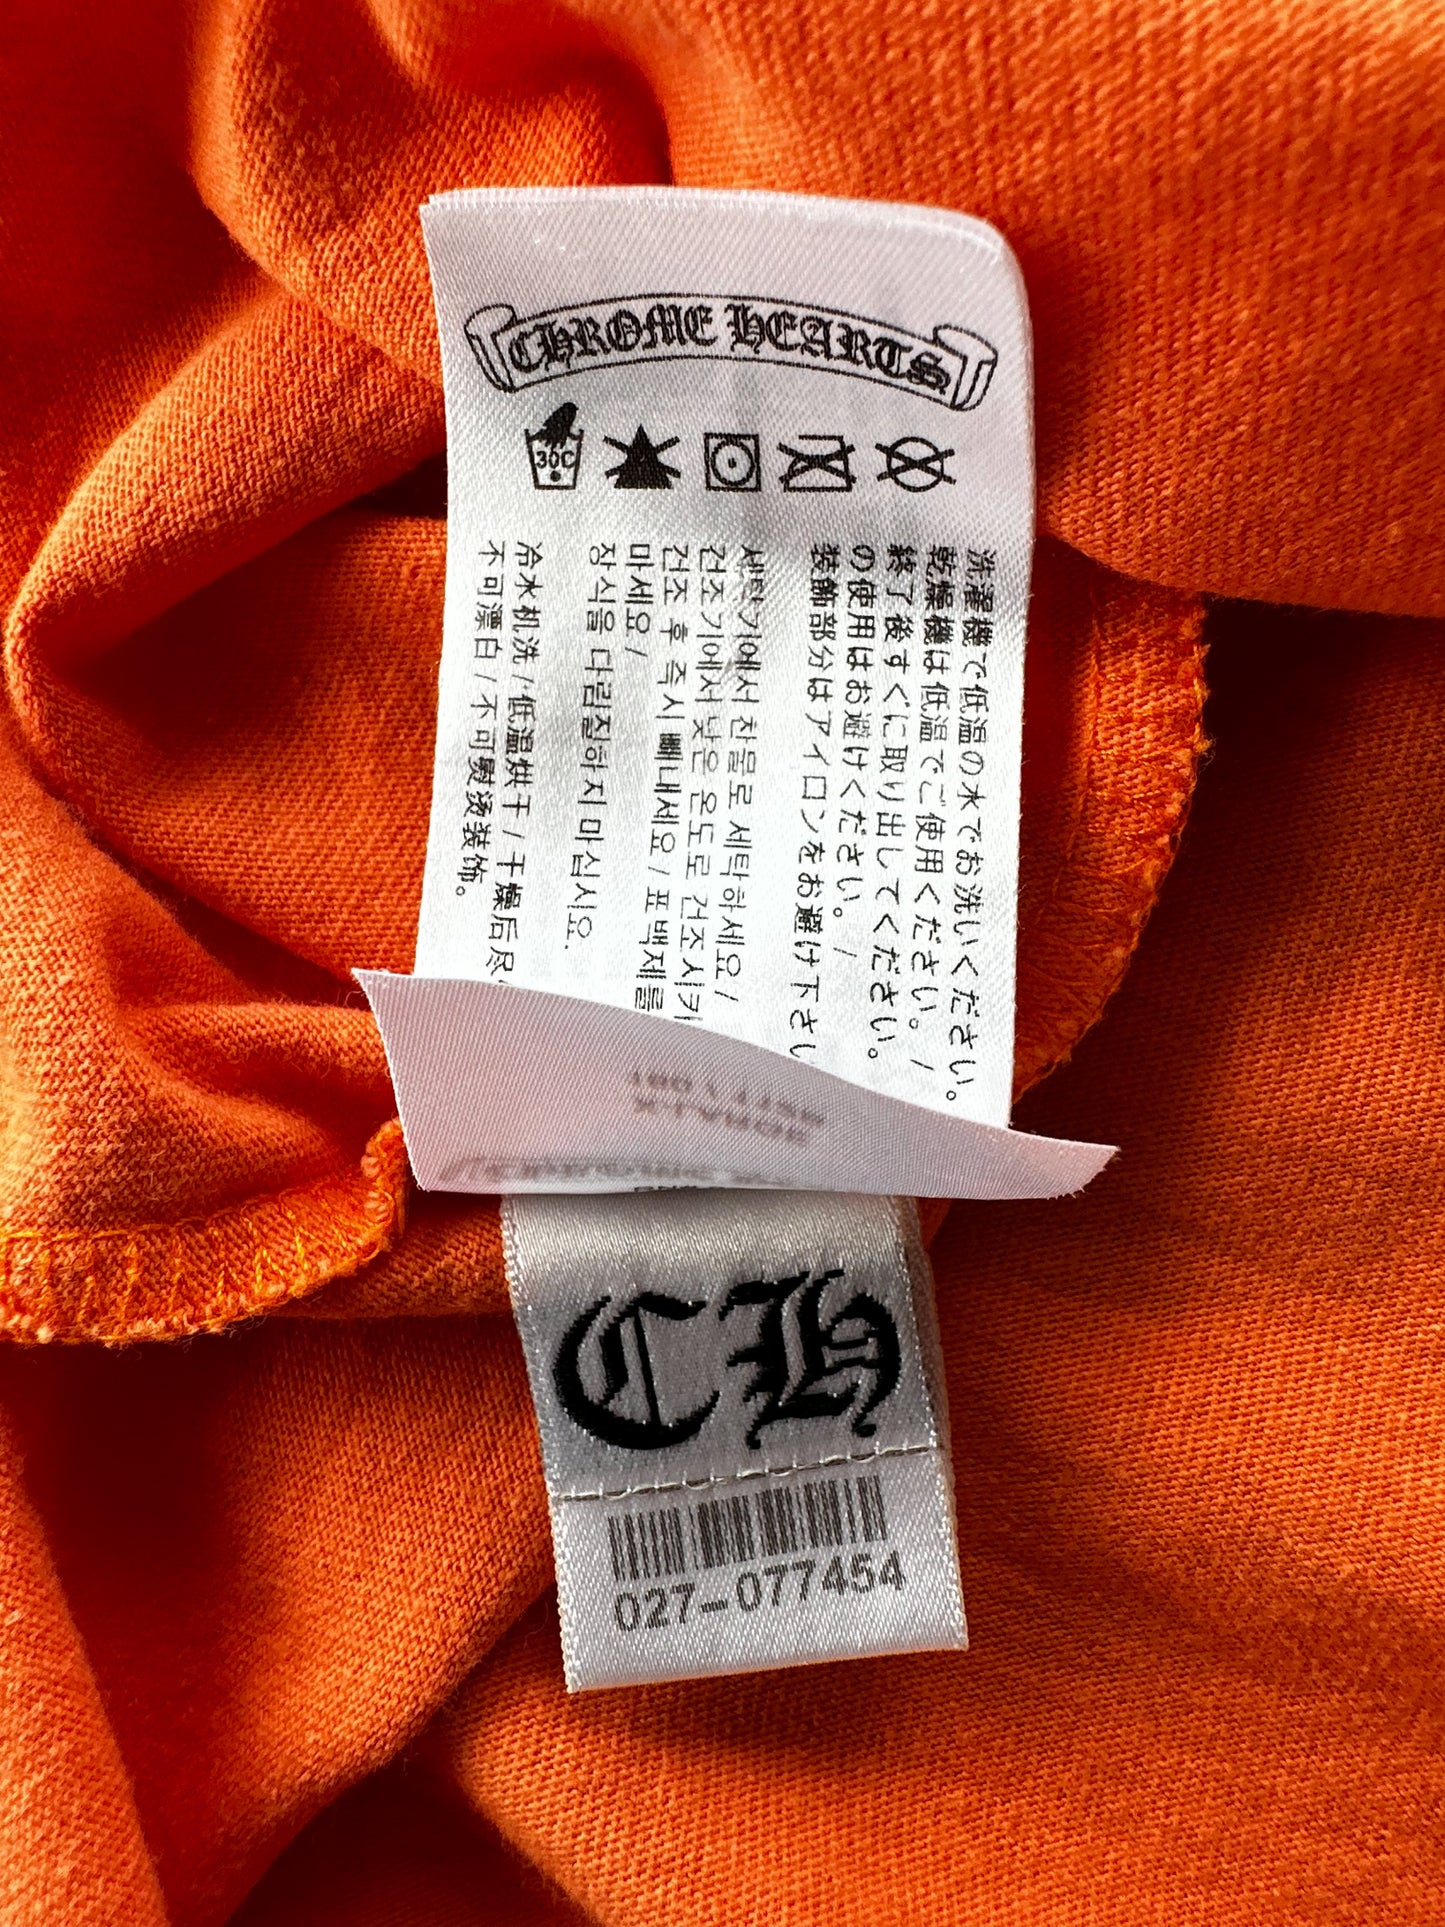 CHROME HEARTS
30C
洗濯機で低温の水でお洗いください。
乾燥機は低温でご使用ください。 /
終了後すぐに取り出してください。
の使用はお避けください。 /
装飾部分はアイロンをお避け下さい
세탁기에서 찬물로 세탁하세요 /
건조기에서 낮은 온도로 건조시키
건조 후 즉시 빼내세요 / 표백제를
마세요 /
장식을 다림질하지 마십시오.
冷水机洗 / 低温烘干 / 干燥后尽
不可漂白 / 不可熨烫装饰。
CH
027-077454